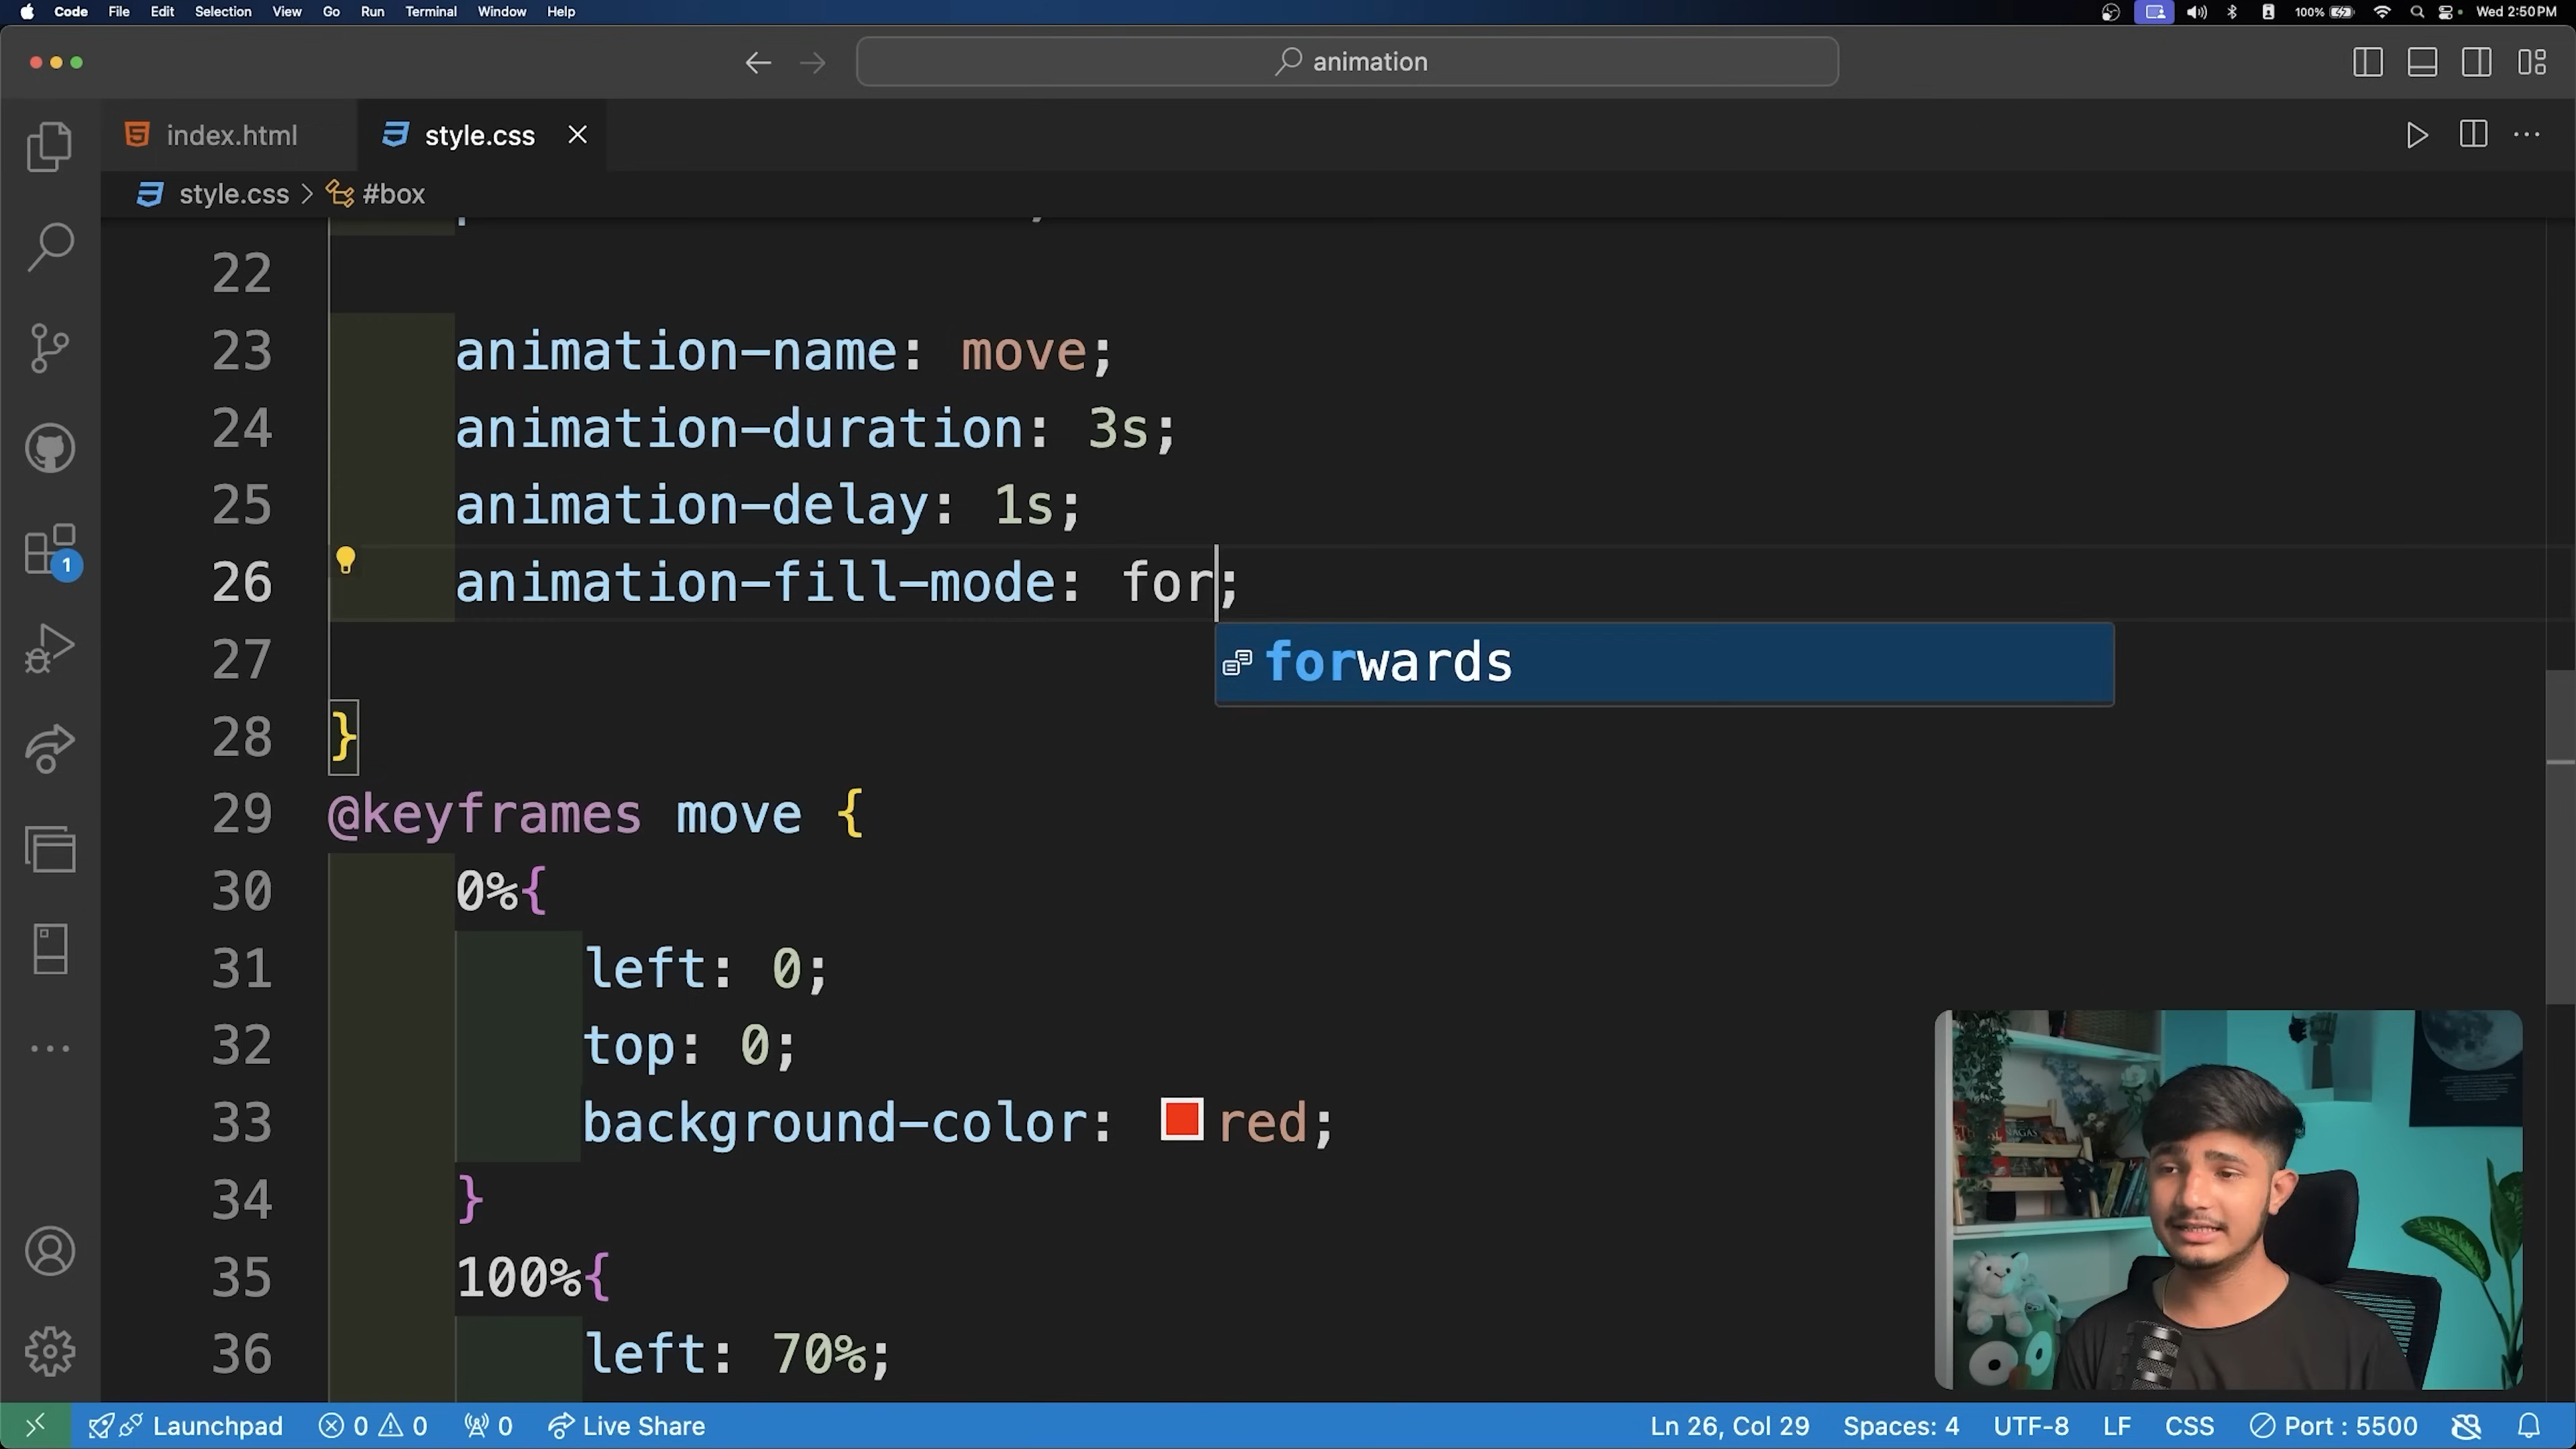 Code File Edit Selection View Go Run Terminal Window Help 100% Wed 2:50 PM
animation
index.html style.css
style.css > #box
22
23 animation-name: move;
24 animation-duration: 3s;
25 animation-delay: 1s;
26 animation-fill-mode: for;
forwards
27
28 }
29 @keyframes move {
30 0%{
31 left: 0;
32 top: 0;
33 background-color: red;
34 }
35 100%{
36 left: 70%;
1
Launchpad 0 0 0 Live Share Ln 26, Col 29 Spaces: 4 UTF-8 LF CSS Port : 5500
NAGAS